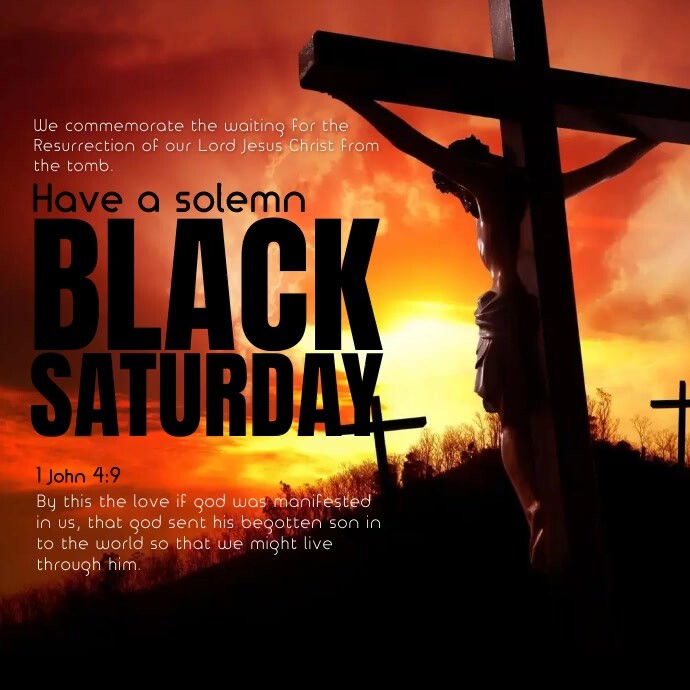 We commemorate the waiting for the
Resurrection of our Lord Jesus Christ from
the tomb.
Have a solemn
BLACK
SATURDAY
1 John 4:9
By this the love if god was manifested
in us, that god sent his begotten son in
to the world so that we might live
through him.